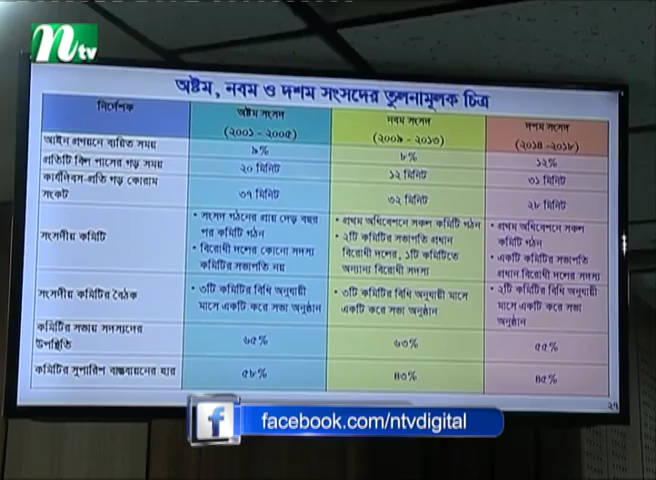 ntv
অষ্টম, নবম ও দশম সংসদের তুলনামূলক চিত্র
নির্দেশক
অষ্টম সংসদ
(২০০১ - ২০০৫)
নবম সংসদ
(২০০৯ - ২০১৩)
দশম সংসদ
(২০১৪ -২০১৮)
আইন প্রণয়নে ব্যয়িত সময়
৯%
৮%
১২%
প্রতিটি বিল পাসের গড় সময়
২০ মিনিট
১২ মিনিট
৩১ মিনিট
কার্যদিবস প্রতি গড় কোরাম
সংকট
৩৭ মিনিট
৩২ মিনিট
২৮ মিনিট
সংসদীয় কমিটি
• সংসদ গঠনের প্রায় দেড় বছর
পর কমিটি গঠন
• বিরোধী দলের কোনো সদস্য
কমিটির সভাপতি নয়
• প্রথম অধিবেশনে সকল কমিটি গঠন
• ২টি কমিটির সভাপতি প্রধান
বিরোধী দলের, ১টি কমিটিতে
অন্যান্য বিরোধী সদস্য
• প্রথম অধিবেশনে সকল
কমিটি গঠন
• একটি কমিটির সভাপতি
প্রধান বিরোধী দলের সদস্য
সংসদীয় কমিটির বৈঠক
• ৩টি কমিটির বিধি অনুযায়ী
মাসে একটি করে সভা অনুষ্ঠান
• ৩টি কমিটির বিধি অনুযায়ী মাসে
একটি করে সভা অনুষ্ঠান
• ২টি কমিটির বিধি অনুযায়ী
মাসে একটি করে সভা
অনুষ্ঠান
কমিটির সভায় সদস্যদের
উপস্থিতি
৬৫%
৬৩%
৫৫%
কমিটির সুপারিশ বাস্তবায়নের হার
৫৮%
৪৩%
৪৫%
২৭
facebook.com/ntvdigital